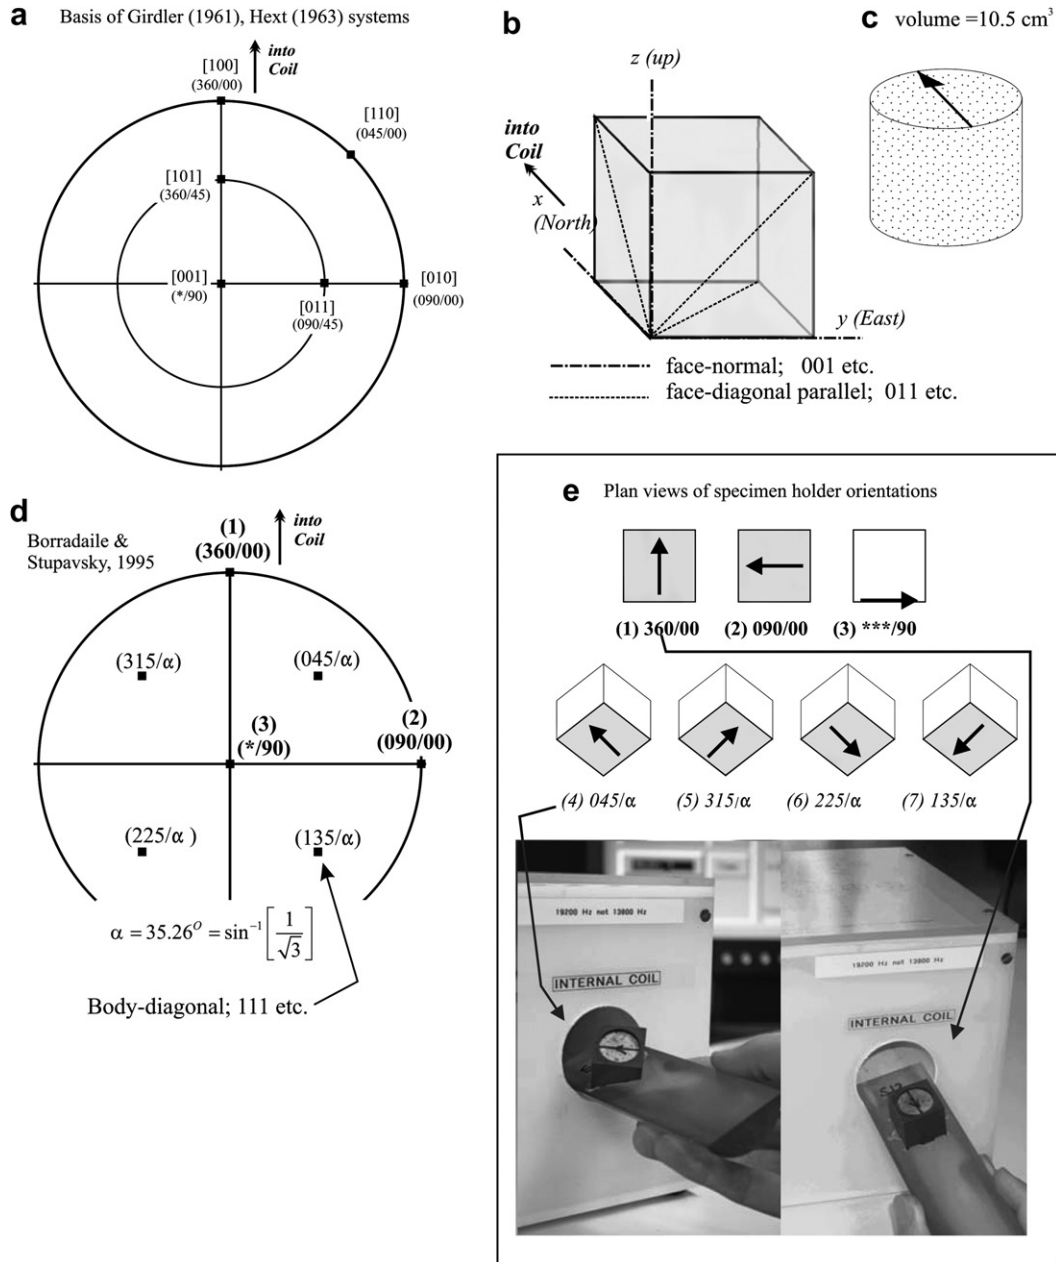 a
Basis of Girdler (1961), Hext (1963) systems
into
Coil
[100]
(360/00)
[110]
(045/00)
[101]
(360/45)
[001]
(*/90)
[011]
(090/45)
[010]
(090/00)
b
z (up)
into
Coil
x
(North)
y (East)
face-normal; 001 etc.
face-diagonal parallel; 011 etc.
c
volume =10.5 cm³
d
Borradaile &
Stupavsky, 1995
(1)
(360/00)
into
Coil
(315/α)
(045/α)
(3)
(*/90)
(2)
(090/00)
(225/α )
(135/α)
α = 35.26ᴼ = sin⁻¹[1/√3]
Body-diagonal; 111 etc.
e
Plan views of specimen holder orientations
(1) 360/00
(2) 090/00
(3) ***/90
(4) 045/α
(5) 315/α
(6) 225/α
(7) 135/α
19200 Hz not 13800 Hz
INTERNAL COIL
19200 Hz not 13800 Hz
INTERNAL COIL